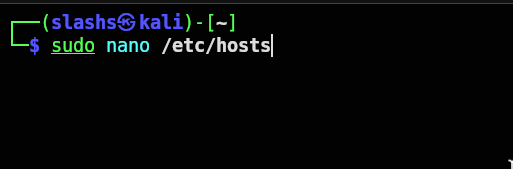 ┌──(slashs㉿kali)-[~]
└─$ sudo nano /etc/hosts